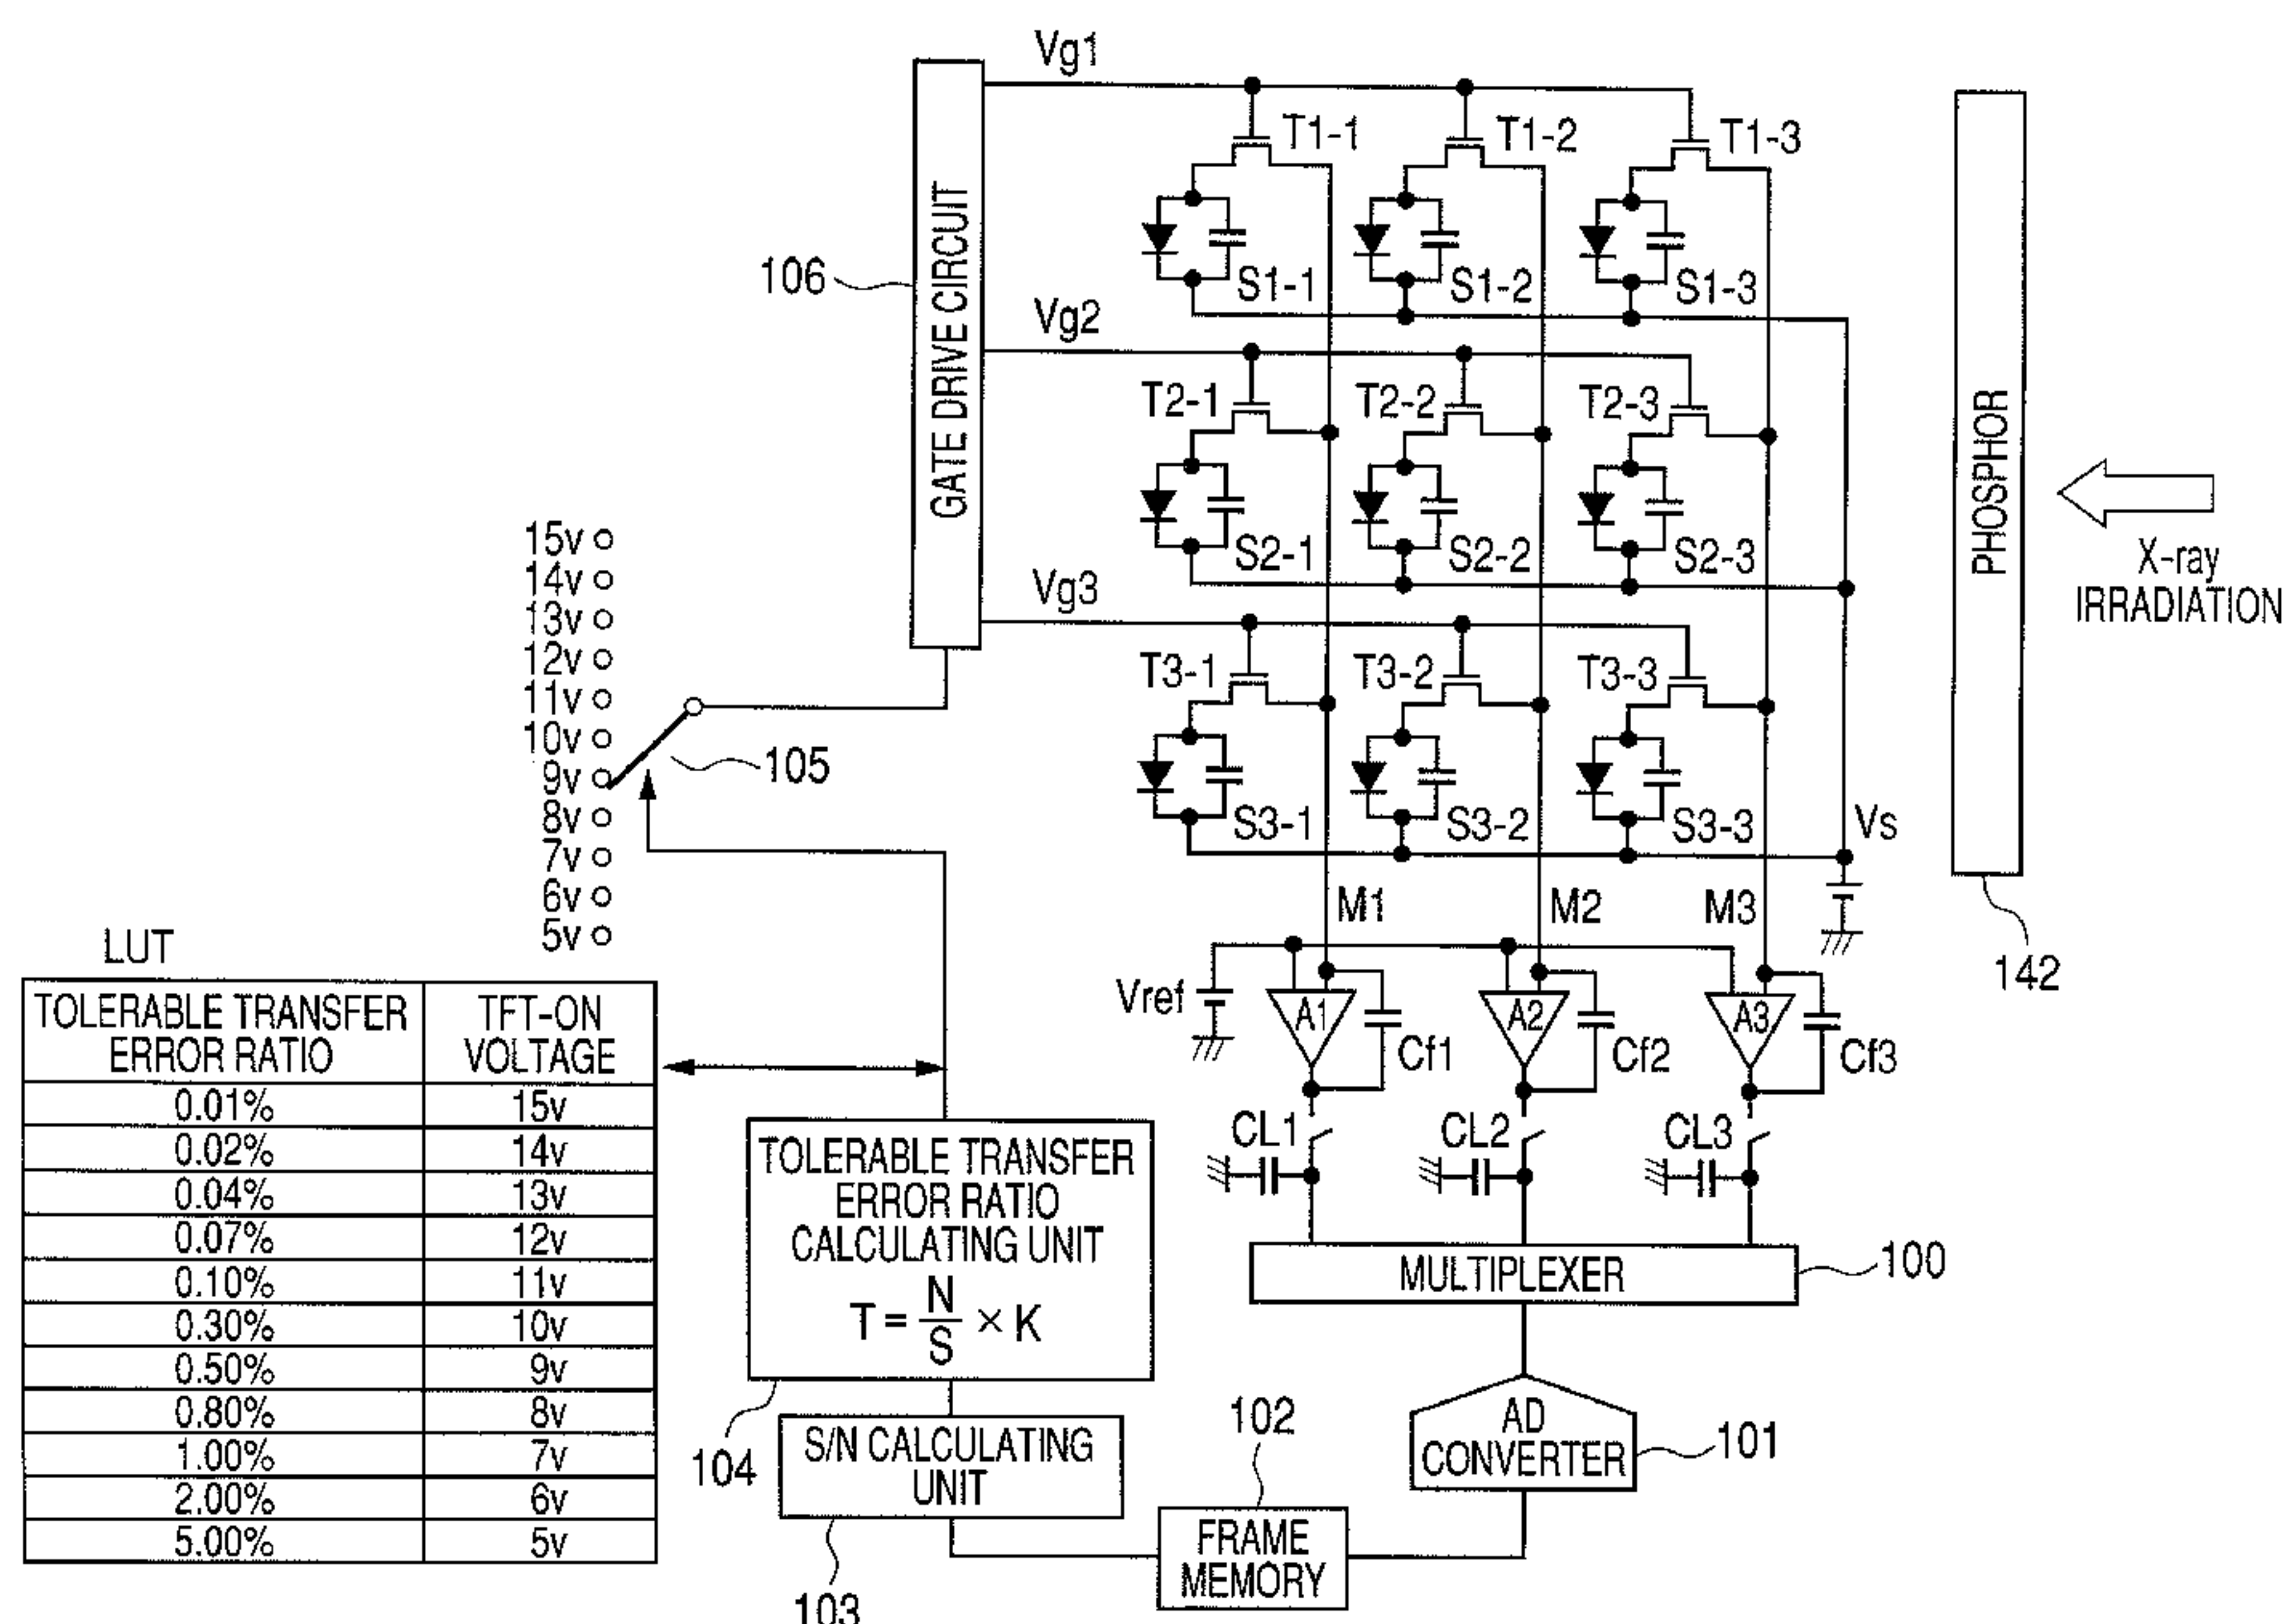 Vg1
T1-1
T1-2
T1-3
S1-1
S1-2
S1-3
106
GATE DRIVE CIRCUIT
Vg2
T2-1
T2-2
T2-3
S2-1
S2-2
S2-3
Vg3
T3-1
T3-2
T3-3
S3-1
S3-2
S3-3
Vs
PHOSPHOR
X-ray
IRRADIATION
142
15v
14v
13v
12v
11v
10v
9v
8v
7v
6v
5v
105
M1
M2
M3
Vref
A1
A2
A3
Cf1
Cf2
Cf3
CL1
CL2
CL3
MULTIPLEXER
100
AD
CONVERTER
101
102
FRAME
MEMORY
S/N CALCULATING
UNIT
103
TOLERABLE TRANSFER
ERROR RATIO
CALCULATING UNIT
T = N/S × K
104
LUT
TOLERABLE TRANSFER
ERROR RATIO
TFT-ON
VOLTAGE
0.01% 15v
0.02% 14v
0.04% 13v
0.07% 12v
0.10% 11v
0.30% 10v
0.50% 9v
0.80% 8v
1.00% 7v
2.00% 6v
5.00% 5v